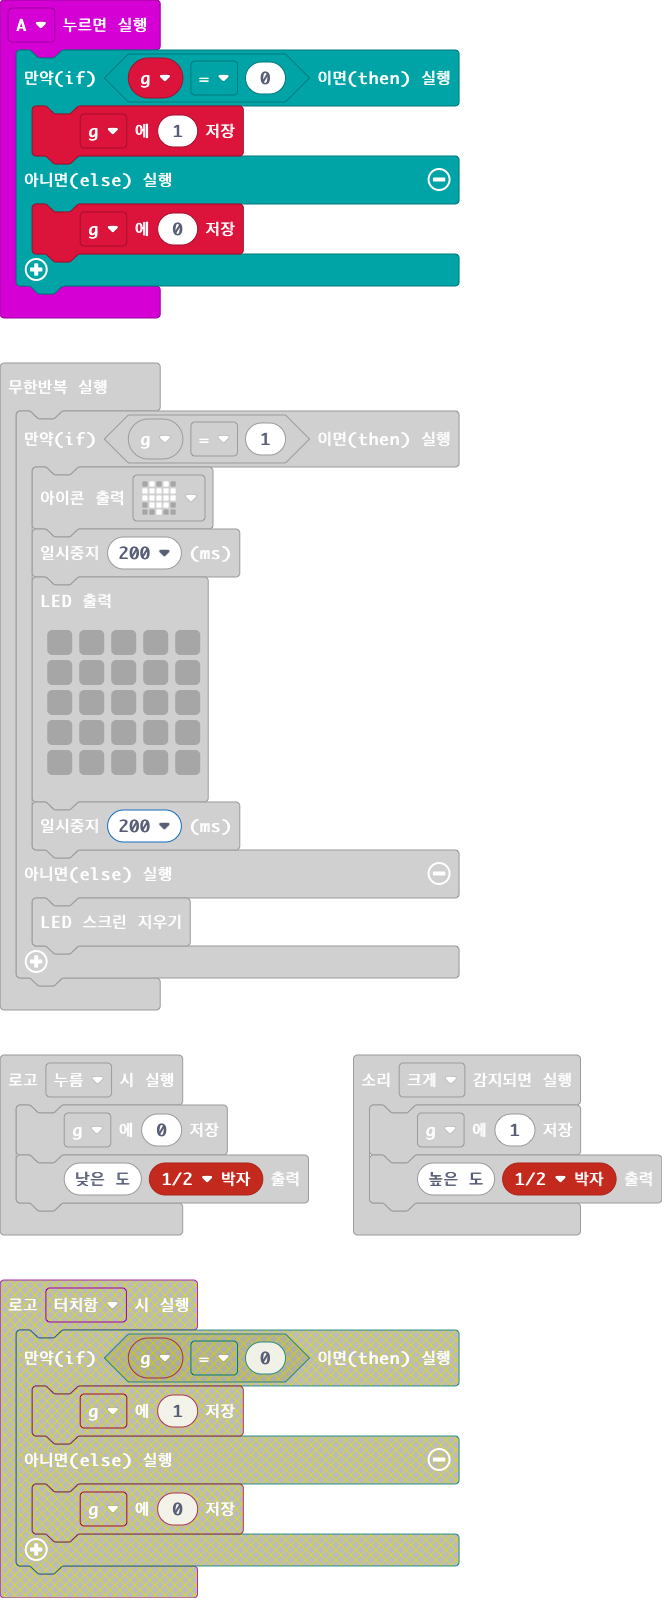 A 누르면 실행
만약(if) g = 0 이면(then) 실행
g 에 1 저장
아니면(else) 실행
g 에 0 저장
무한반복 실행
만약(if) g = 1 이면(then) 실행
아이콘 출력
일시중지 200 (ms)
LED 출력
일시중지 200 (ms)
아니면(else) 실행
LED 스크린 지우기
로고 누름 시 실행
g 에 0 저장
낮은 도 1/2 박자 출력
소리 크게 감지되면 실행
g 에 1 저장
높은 도 1/2 박자 출력
로고 터치함 시 실행
만약(if) g = 0 이면(then) 실행
g 에 1 저장
아니면(else) 실행
g 에 0 저장